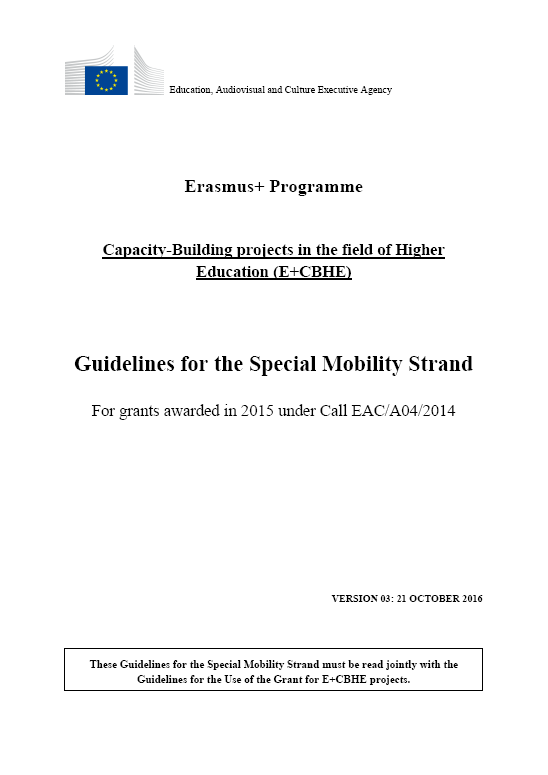 Education, Audiovisual and Culture Executive Agency
Erasmus+ Programme
Capacity-Building projects in the field of Higher
Education (E+CBHE)
Guidelines for the Special Mobility Strand
For grants awarded in 2015 under Call EAC/A04/2014
VERSION 03: 21 OCTOBER 2016
These Guidelines for the Special Mobility Strand must be read jointly with the
Guidelines for the Use of the Grant for E+CBHE projects.